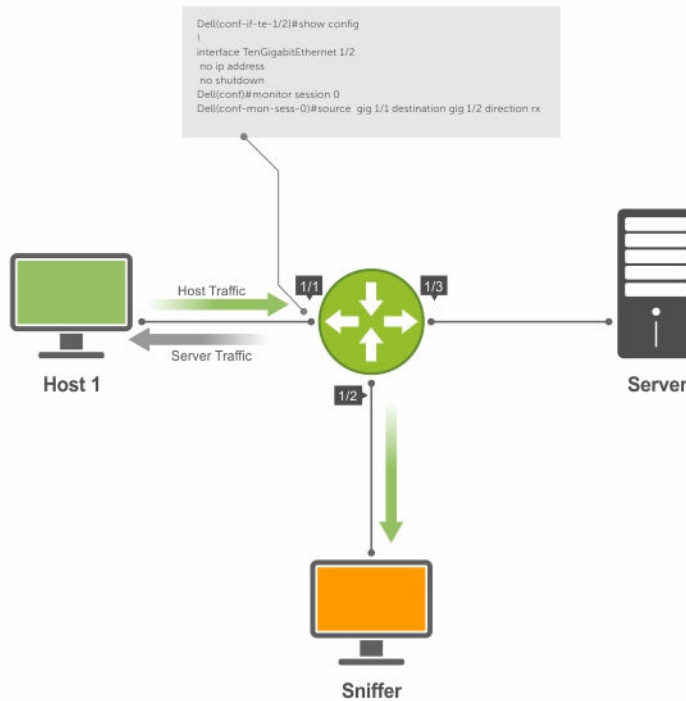 Dell(conf-if-te-1/2)#show config
!
interface TenGigabitEthernet 1/2
no ip address
no shutdown
Dell(conf)#monitor session 0
Dell(conf-mon-sess-0)#source gig 1/1 destination gig 1/2 direction rx
Host Traffic
1/1
1/3
Server Traffic
Host 1
Server
1/2
Sniffer